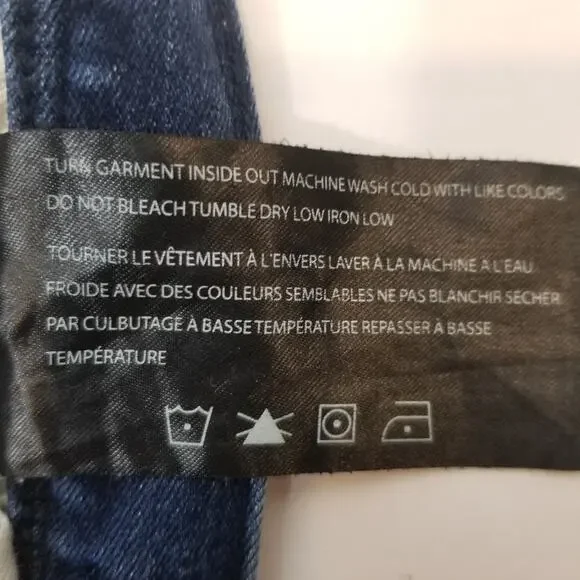 TURN GARMENT INSIDE OUT MACHINE WASH COLD WITH LIKE COLORS
DO NOT BLEACH TUMBLE DRY LOW IRON LOW
TOURNER LE VÊTEMENT À L'ENVERS LAVER À LA MACHINE A L'EAU
FROIDE AVEC DES COULEURS SEMBLABLES NE PAS BLANCHIR SECHER
PAR CULBUTAGE À BASSE TEMPÉRATURE REPASSER À BASSE
TEMPÉRATURE